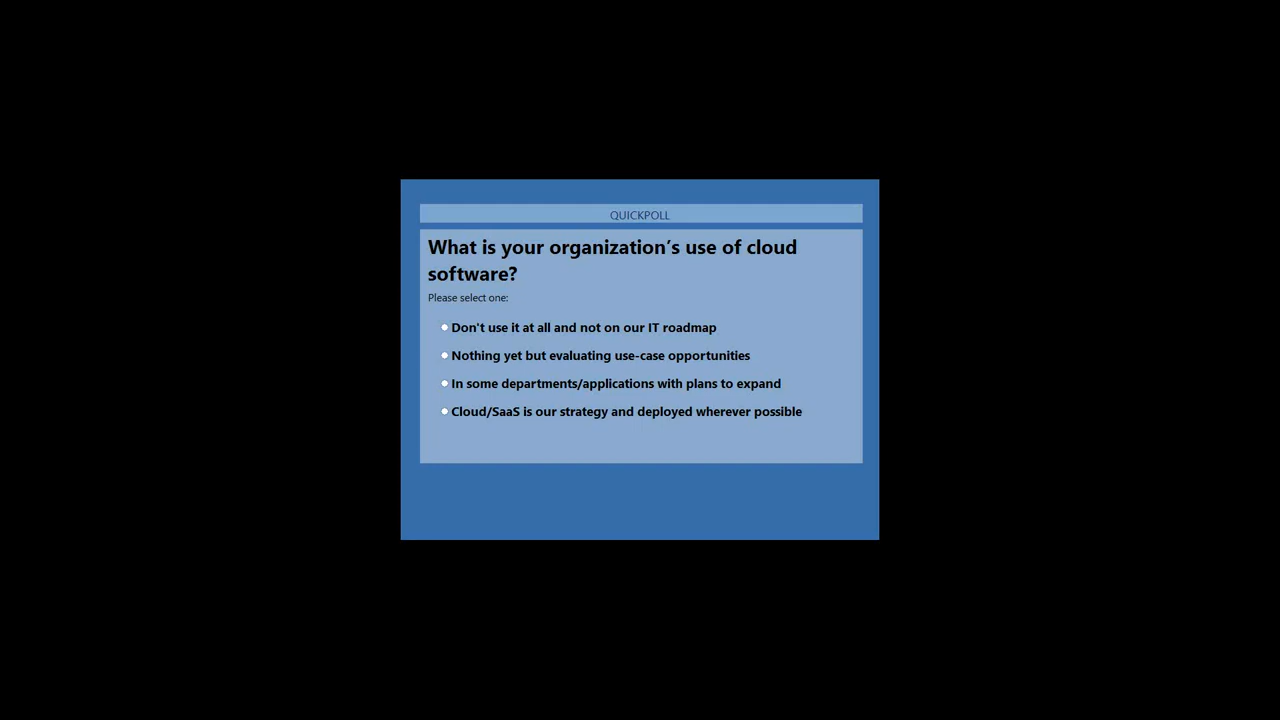 QUICKPOLL
What is your organization’s use of cloud
software?
Please select one:
Don't use it at all and not on our IT roadmap
Nothing yet but evaluating use-case opportunities
In some departments/applications with plans to expand
Cloud/SaaS is our strategy and deployed wherever possible